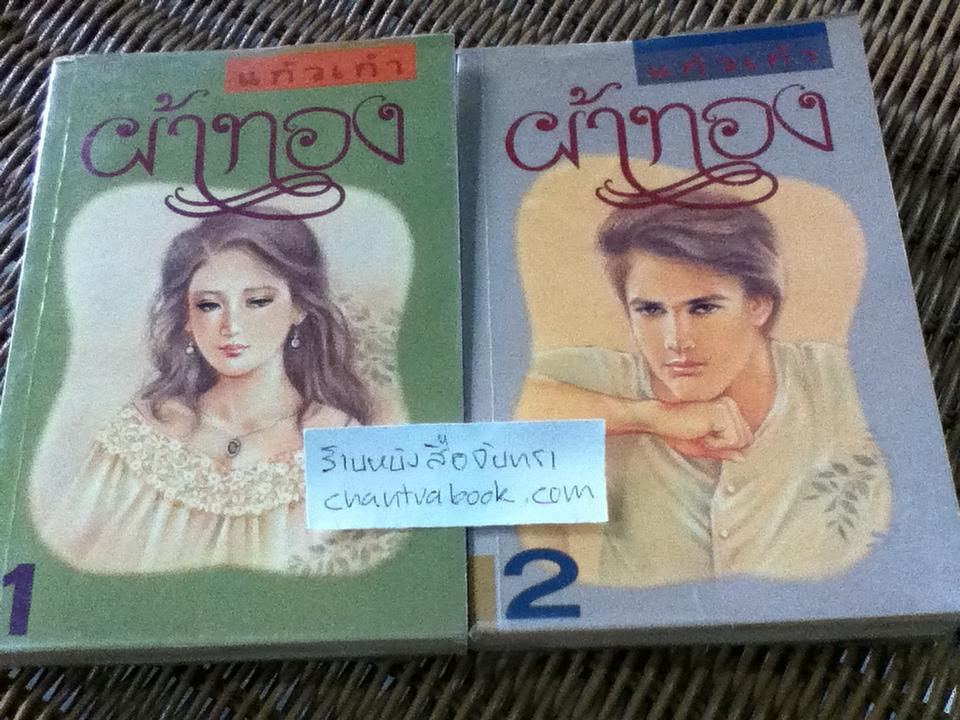 แก้วเก้า
ผ้าทอง
1
แก้วเก้า
ผ้าทอง
2
ร้านหนังสือจันทรา
chantrabook.com